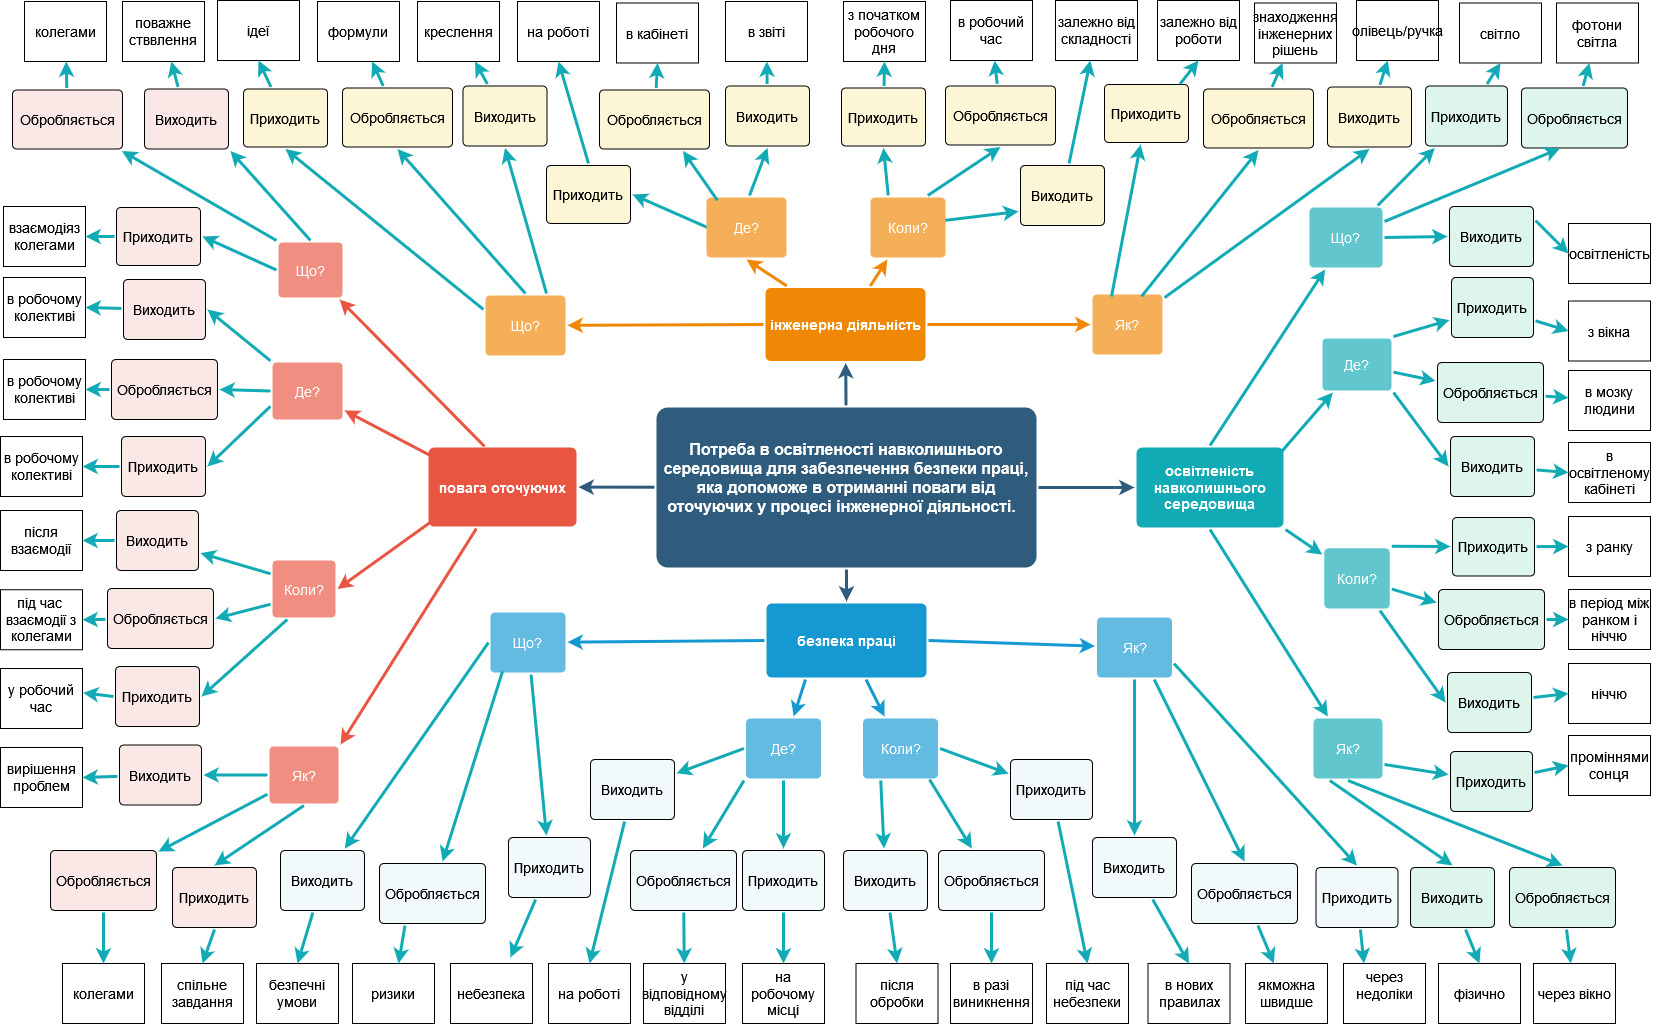 колегами
поважне
стввлення
ідеї
формули
креслення
на роботі
в кабінеті
в звіті
з початком
робочого
дня
в робочий
час
залежно від
складності
залежно від
роботи
знаходження
інженерних
рішень
олівець/ручка
світло
фотони
світла
Обробляється
Виходить
Приходить
Обробляється
Виходить
Обробляється
Виходить
Приходить
Обробляється
Приходить
Обробляється
Виходить
Приходить
Обробляється
Приходить
Виходить
взаємодіяз
колегами
Приходить
Що?
Де?
Коли?
Що?
Виходить
освітленість
в робочому
колективі
Виходить
Що?
інженерна діяльність
Як?
Приходить
з вікна
в робочому
колективі
Обробляється
Де?
Де?
Обробляється
в мозку
людини
в робочому
колективі
Приходить
повага оточуючих
Потреба в освітленості навколишнього
середовища для забезпечення безпеки праці,
яка допоможе в отриманні поваги від
оточуючих у процесі інженерної діяльності.
освітленість
навколишнього
середовища
Виходить
в
освітленому
кабінеті
після
взаємодії
Виходить
Приходить
з ранку
Коли?
Коли?
під час
взаємодії з
колегами
Обробляється
Обробляється
в період між
ранком і
ніччю
Що?
безпека праці
Як?
у робочий
час
Приходить
Виходить
ніччю
вирішення
проблем
Виходить
Як?
Де?
Коли?
Як?
Приходить
проміннями
сонця
Виходить
Приходить
Обробляється
Приходить
Виходить
Обробляється
Приходить
Обробляється
Приходить
Виходить
Обробляється
Виходить
Обробляється
Приходить
Виходить
Обробляється
колегами
спільне
завдання
безпечні
умови
ризики
небезпека
на роботі
у
відповідному
відділі
на
робочому
місці
після
обробки
в разі
виникнення
під час
небезпеки
в нових
правилах
якможна
швидше
через
недоліки
фізично
через вікно